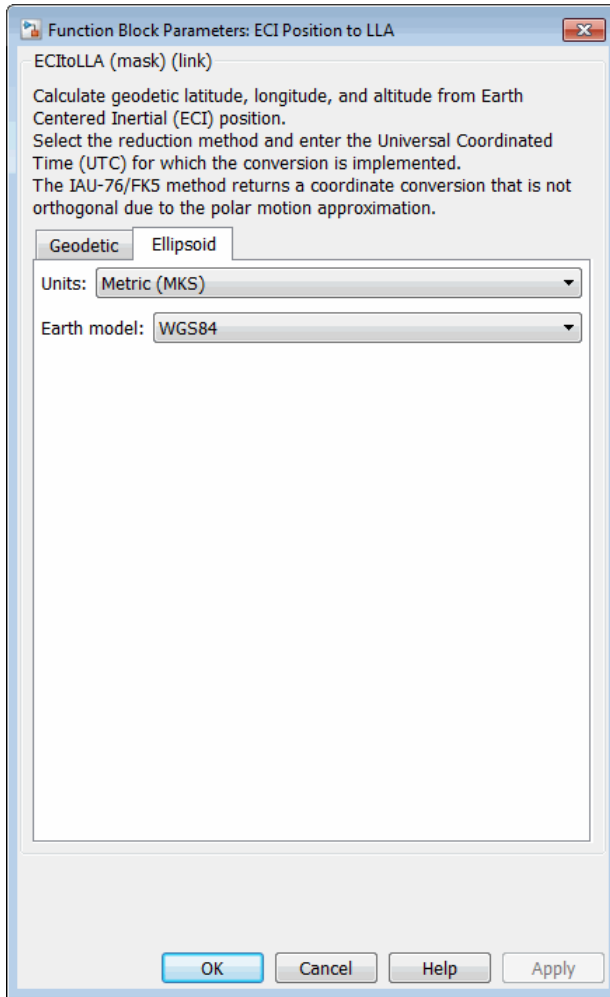 Function Block Parameters: ECI Position to LLA
ECItoLLA (mask) (link)
Calculate geodetic latitude, longitude, and altitude from Earth
Centered Inertial (ECI) position.
Select the reduction method and enter the Universal Coordinated
Time (UTC) for which the conversion is implemented.
The IAU-76/FK5 method returns a coordinate conversion that is not
orthogonal due to the polar motion approximation.
Geodetic Ellipsoid
Units: Metric (MKS)
Earth model: WGS84
OK Cancel Help Apply